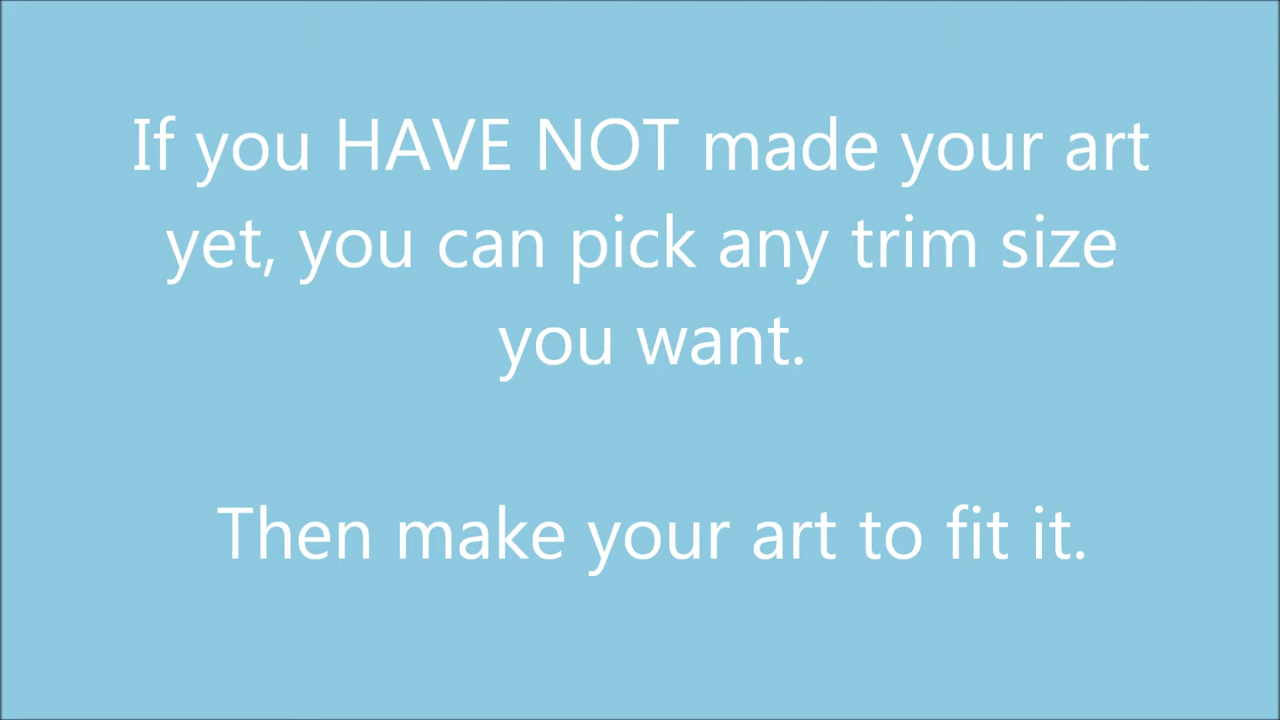 If you HAVE NOT made your art
yet, you can pick any trim size
you want.
Then make your art to fit it.